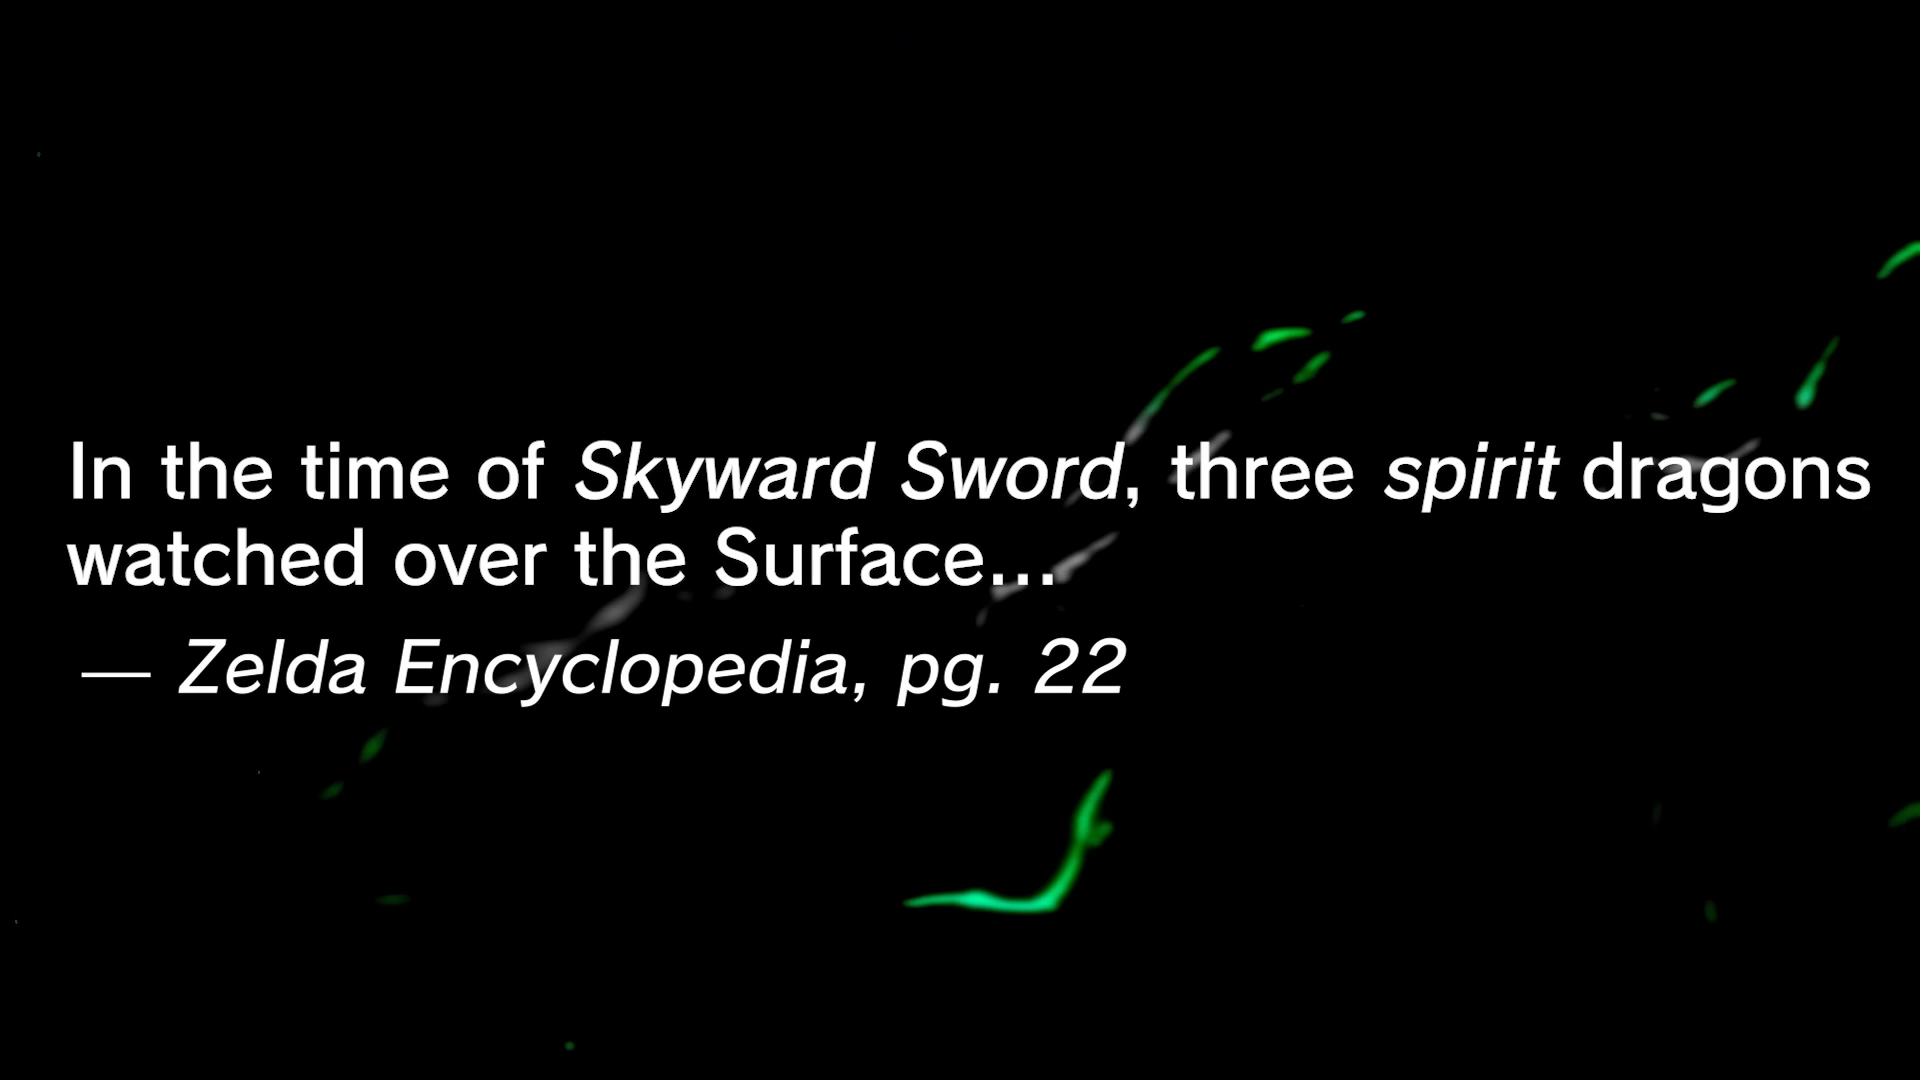 In the time of Skyward Sword, three spirit dragons
watched over the Surface...
— Zelda Encyclopedia, pg. 22